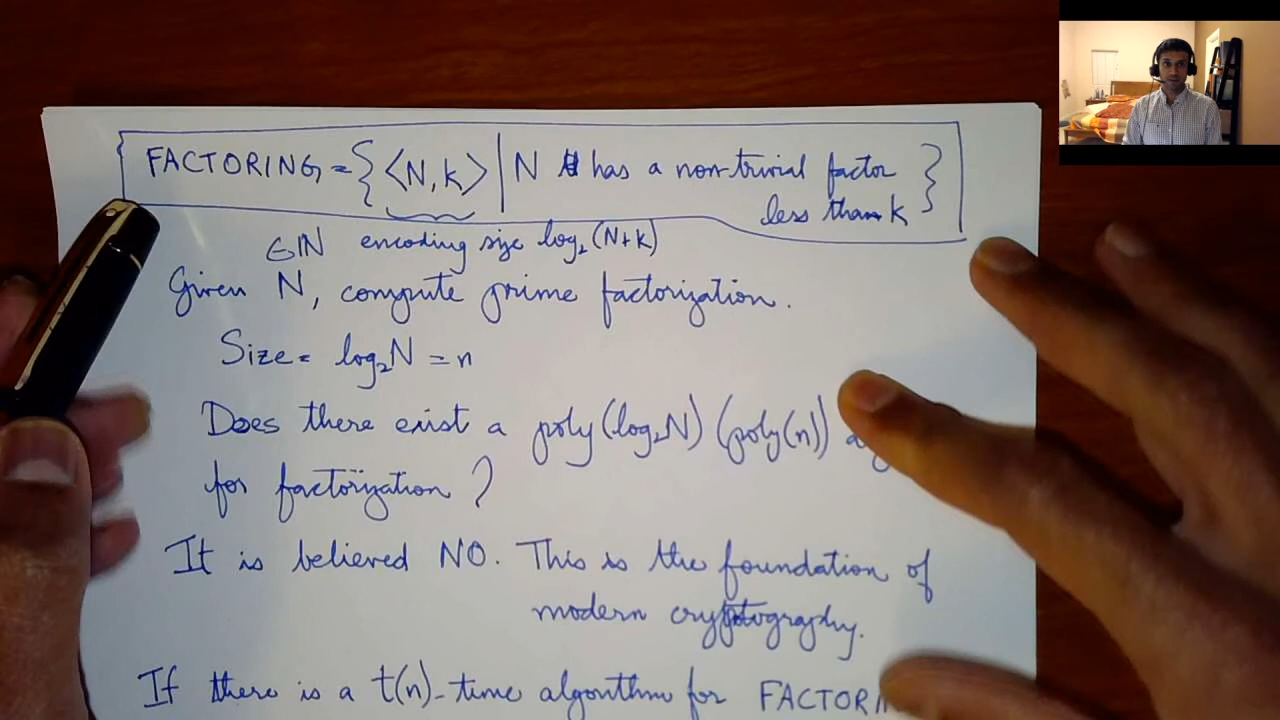 FACTORING = { ⟨N, k⟩ | N has a non-trivial factor
less than k }
∈ℕ encoding size log₂(N+k)
Given N, compute prime factorization.
Size = log₂N = n
Does there exist a poly(log₂N) (poly(n))
for factorization ?
It is believed NO. This is the foundation of
modern cryptography.
If there is a t(n)-time algorithm for